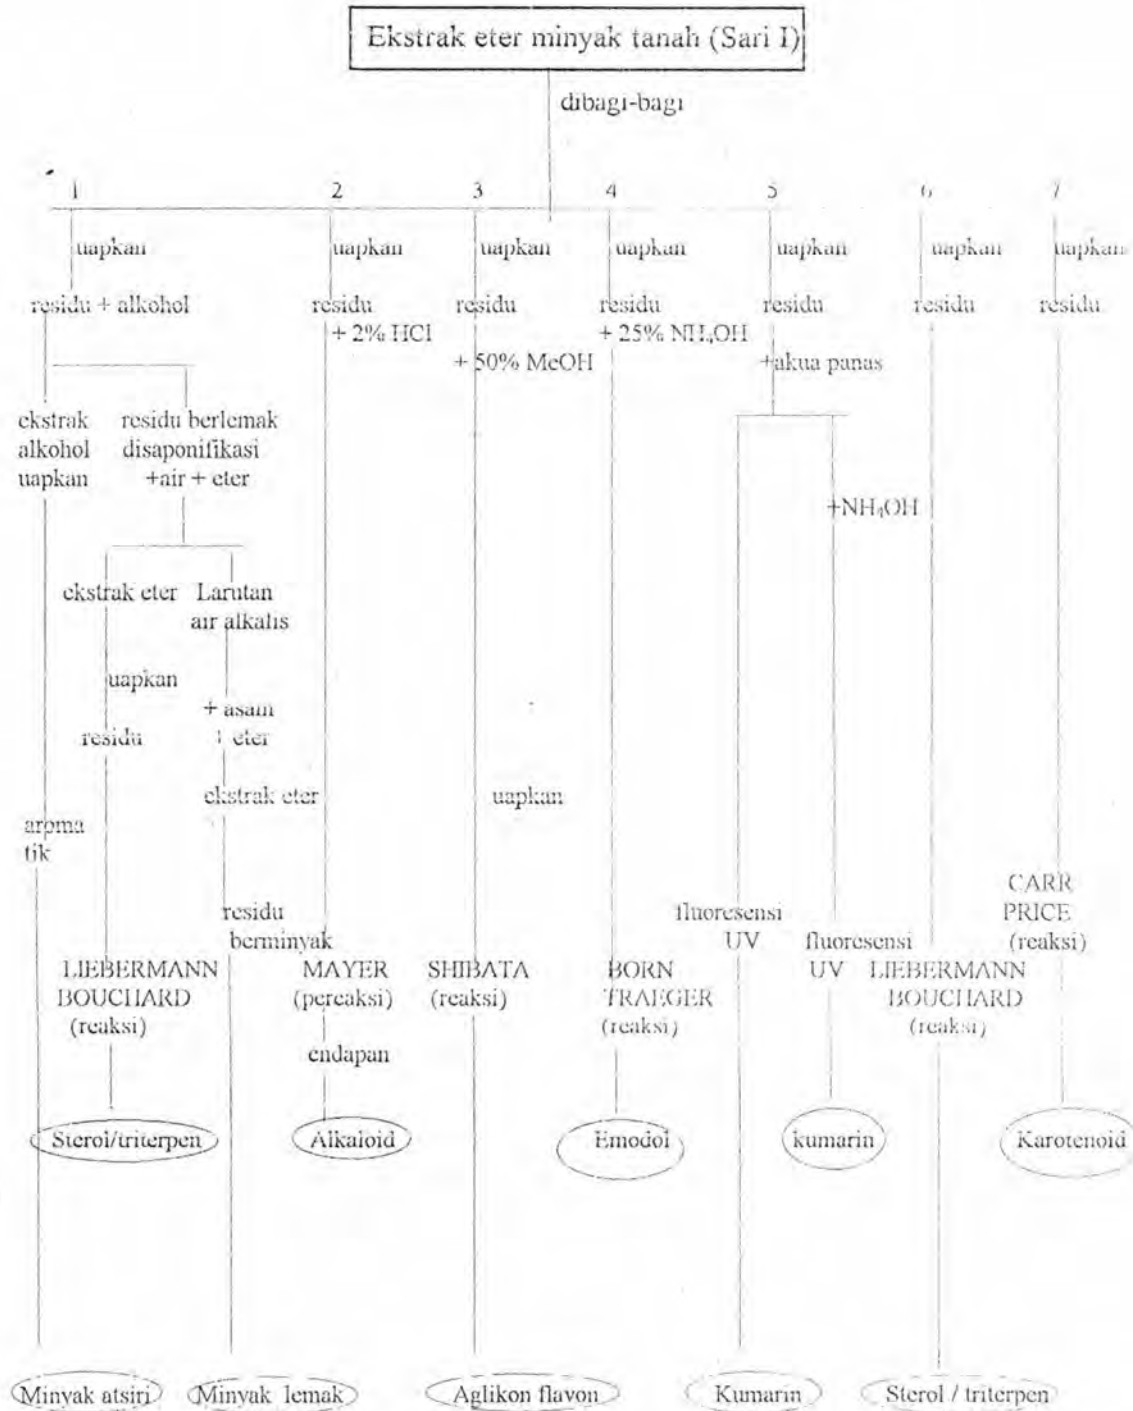 Ekstrak eter minyak tanah (Sari I)
dibagi-bagi
1 2 3 4 5 6 7
uapkan uapkan uapkan uapkan uapkan uapkan uapkan
residu + alkohol residu residu residu residu residu residu
+ 2% HCl + 25% NH₄OH
+ 50% MeOH +akua panas
ekstrak residu berlemak
alkohol disaponifikasi
uapkan +air + eter
+NH₄OH
ekstrak eter Larutan
air alkalis
uapkan
+ asam
residu + eter
ekstrak eter uapkan
aroma
tik
CARR
residu fluoresensi PRICE
berminyak UV fluoresensi (reaksi)
LIEBERMANN MAYER SHIBATA BORN UV LIEBERMANN
BOUCHARD (pereaksi) (reaksi) TRAEGER BOUCHARD
(reaksi) (reaksi) (reaksi)
endapan
Sterol/triterpen Alkaloid Emodol kumarin Karotenoid
Minyak atsiri Minyak lemak Aglikon flavon Kumarin Sterol / triterpen